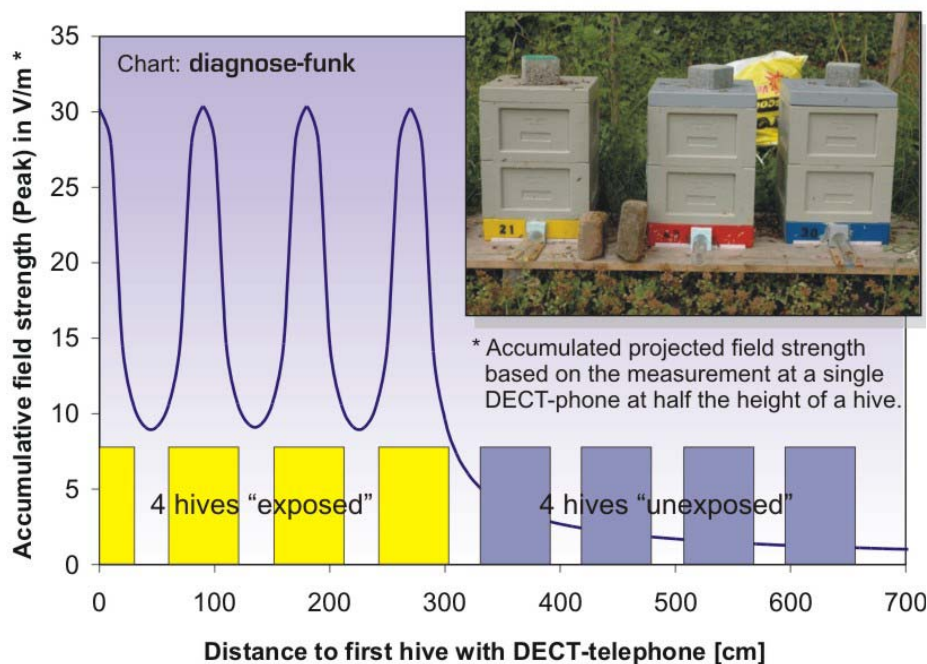 Accumulative field strength (Peak) in V/m *
35
30
25
20
15
10
5
0
Chart: diagnose-funk
21
30
* Accumulated projected field strength
based on the measurement at a single
DECT-phone at half the height of a hive.
4 hives “exposed”
4 hives “unexposed”
0
100
200
300
400
500
600
700
Distance to first hive with DECT-telephone [cm]